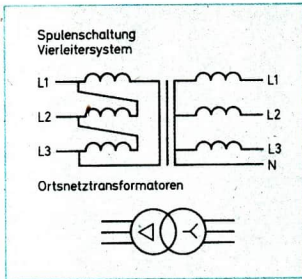 Spulenschaltung
Vierleitersystem
L1 L1
L2 L2
L3 L3
N
Ortsnetztransformatoren